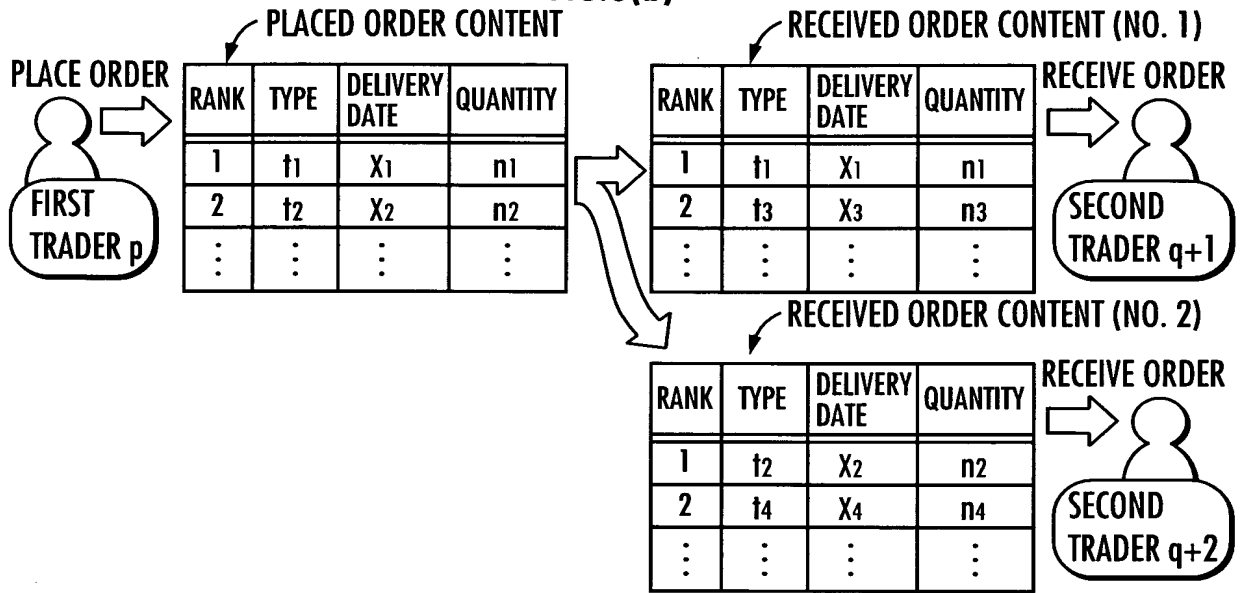 PLACED ORDER CONTENT
PLACE ORDER
RANK TYPE DELIVERY DATE QUANTITY
1 t1 X1 n1
2 t2 X2 n2
⋮ ⋮ ⋮ ⋮
FIRST
TRADER p
RECEIVED ORDER CONTENT (NO. 1)
RECEIVE ORDER
RANK TYPE DELIVERY DATE QUANTITY
1 t1 X1 n1
2 t3 X3 n3
⋮ ⋮ ⋮ ⋮
SECOND
TRADER q+1
RECEIVED ORDER CONTENT (NO. 2)
RECEIVE ORDER
RANK TYPE DELIVERY DATE QUANTITY
1 t2 X2 n2
2 t4 X4 n4
⋮ ⋮ ⋮ ⋮
SECOND
TRADER q+2